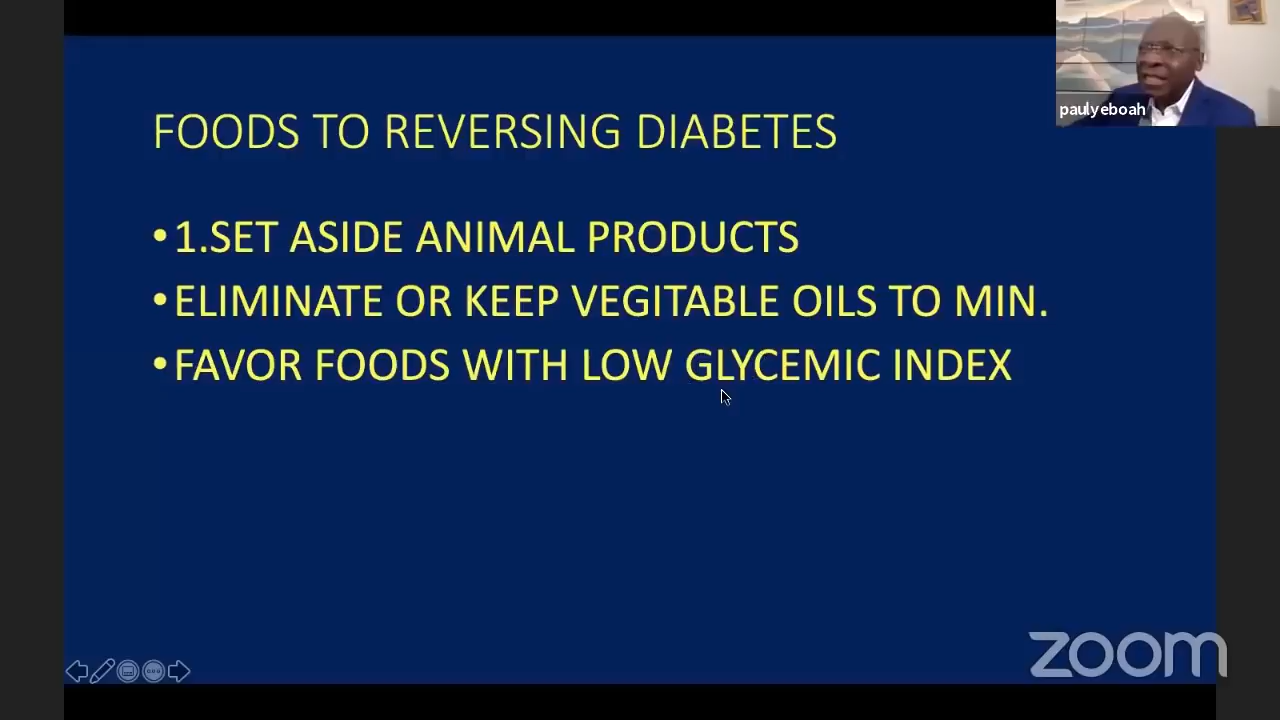 paulyeboah
FOODS TO REVERSING DIABETES
•1.SET ASIDE ANIMAL PRODUCTS
•ELIMINATE OR KEEP VEGITABLE OILS TO MIN.
•FAVOR FOODS WITH LOW GLYCEMIC INDEX
zoom